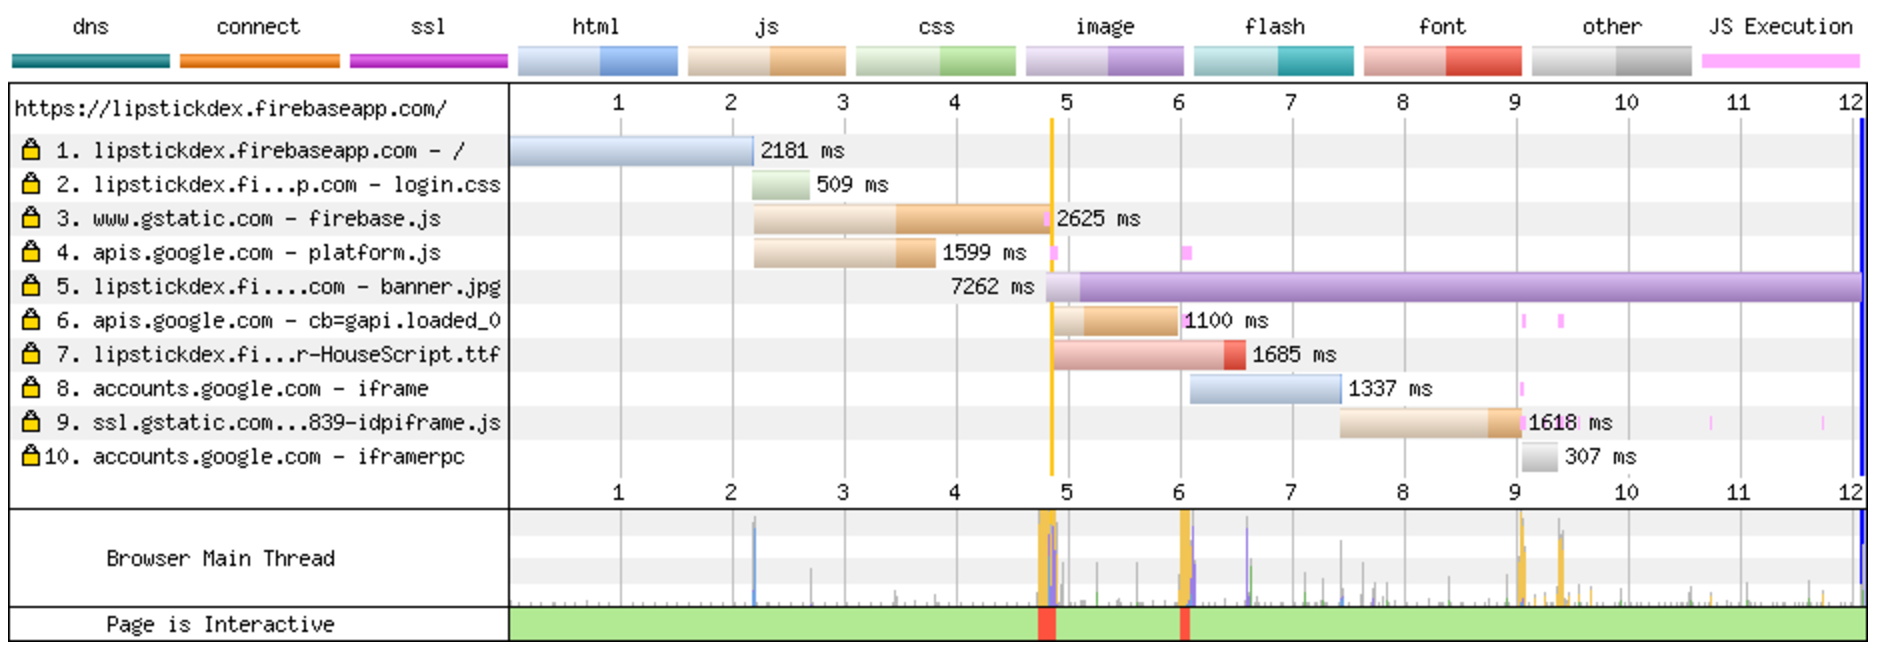 dns connect ssl html js css image flash font other JS Execution
https://lipstickdex.firebaseapp.com/ 1 2 3 4 5 6 7 8 9 10 11 12
1. lipstickdex.firebaseapp.com - / 2181 ms
2. lipstickdex.fi...p.com - login.css 509 ms
3. www.gstatic.com - firebase.js 2625 ms
4. apis.google.com - platform.js 1599 ms
5. lipstickdex.fi....com - banner.jpg 7262 ms
6. apis.google.com - cb=gapi.loaded_0 1100 ms
7. lipstickdex.fi...r-HouseScript.ttf 1685 ms
8. accounts.google.com - iframe 1337 ms
9. ssl.gstatic.com...839-idpiframe.js 1618 ms
10. accounts.google.com - iframerpc 307 ms
1 2 3 4 5 6 7 8 9 10 11 12
Browser Main Thread
Page is Interactive